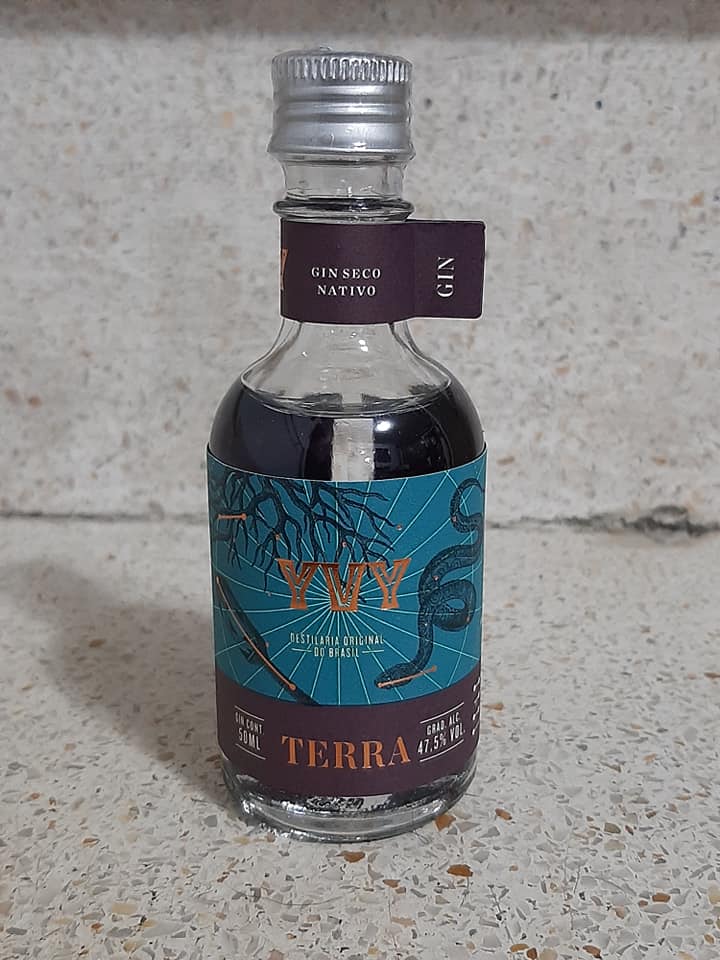 GIN SECO
NATIVO
GIN
YVY
DESTILARIA ORIGINAL
DO BRASIL
GIN CONT.
50ML
TERRA
GRAD. ALC.
47.5% VOL.